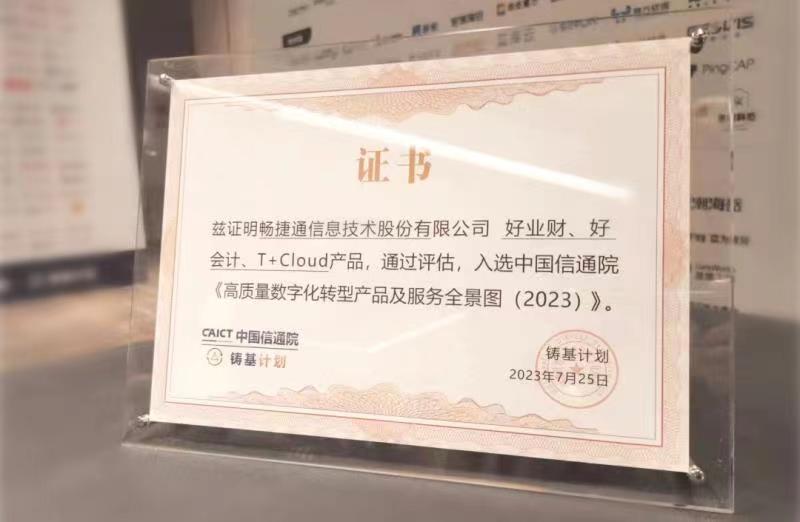 PingCAP
证书
兹证明畅捷通信息技术股份有限公司 好业财、好
会计、T+Cloud产品，通过评估，入选中国信通院
《高质量数字化转型产品及服务全景图（2023）》。
CAICT 中国信通院
铸基计划
铸基计划
2023年7月25日